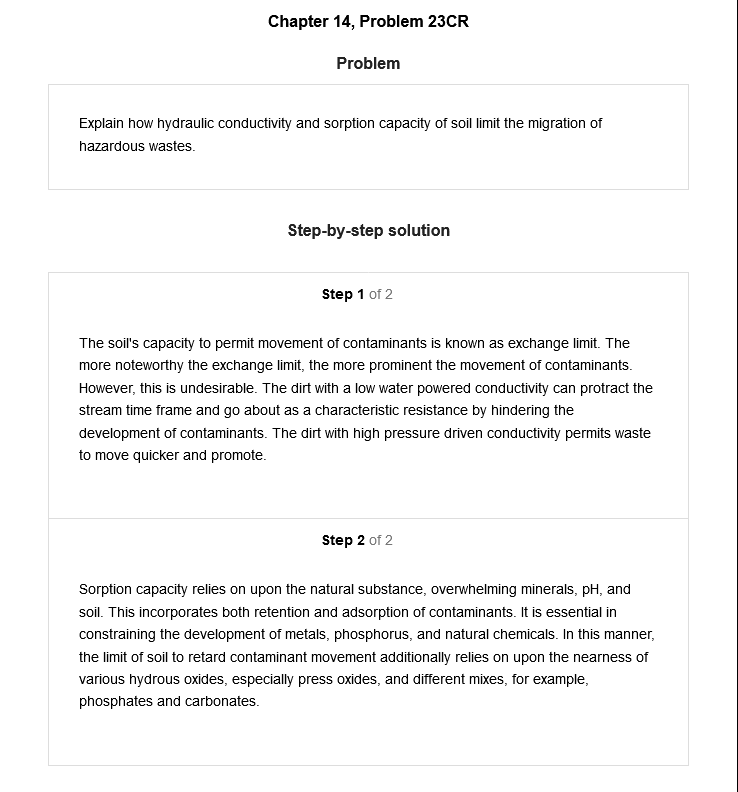 Chapter 14, Problem 23CR
Problem
Explain how hydraulic conductivity and sorption capacity of soil limit the migration of
hazardous wastes.
Step-by-step solution
Step 1 of 2
The soil's capacity to permit movement of contaminants is known as exchange limit. The
more noteworthy the exchange limit, the more prominent the movement of contaminants.
However, this is undesirable. The dirt with a low water powered conductivity can protract the
stream time frame and go about as a characteristic resistance by hindering the
development of contaminants. The dirt with high pressure driven conductivity permits waste
to move quicker and promote.
Step 2 of 2
Sorption capacity relies on upon the natural substance, overwhelming minerals, pH, and
soil. This incorporates both retention and adsorption of contaminants. It is essential in
constraining the development of metals, phosphorus, and natural chemicals. In this manner,
the limit of soil to retard contaminant movement additionally relies on upon the nearness of
various hydrous oxides, especially press oxides, and different mixes, for example,
phosphates and carbonates.